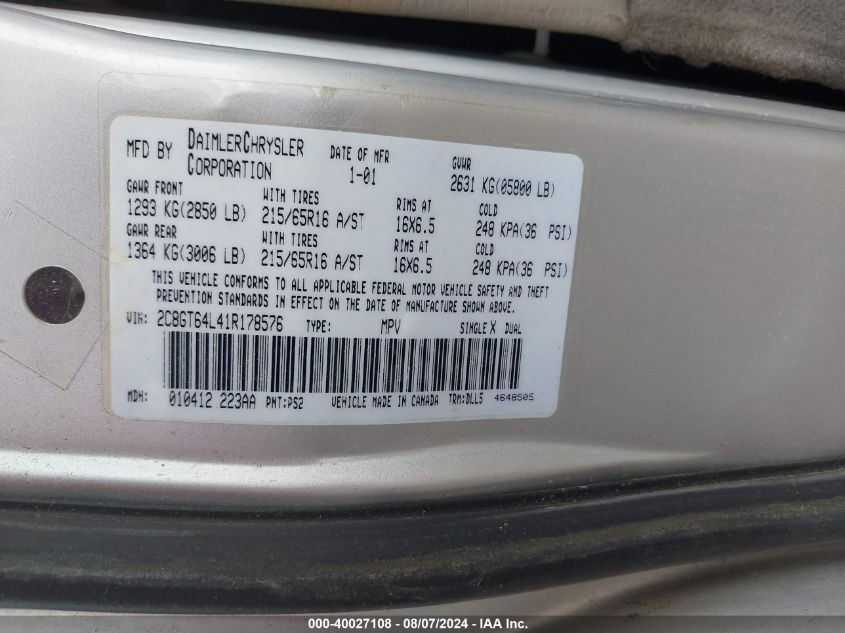 MFD BY DAIMLERCHRYSLER CORPORATION DATE OF MFR 1-01 GVWR 2631 KG(05800 LB)
GAWR FRONT WITH TIRES RIMS AT COLD
1293 KG(2850 LB) 215/65R16 A/ST 16X6.5 248 KPA(36 PSI)
GAWR REAR WITH TIRES RIMS AT COLD
1364 KG(3006 LB) 215/65R16 A/ST 16X6.5 248 KPA(36 PSI)
THIS VEHICLE CONFORMS TO ALL APPLICABLE FEDERAL MOTOR VEHICLE SAFETY AND THEFT
PREVENTION STANDARDS IN EFFECT ON THE DATE OF MANUFACTURE SHOWN ABOVE.
VIN: 2C8GT64L41R178576 TYPE: MPV SINGLE X DUAL
MDH: 010412 223AA PNT:PS2 VEHICLE MADE IN CANADA TRM:DLL5 4648505
000-40027108 - 08/07/2024 - IAA Inc.